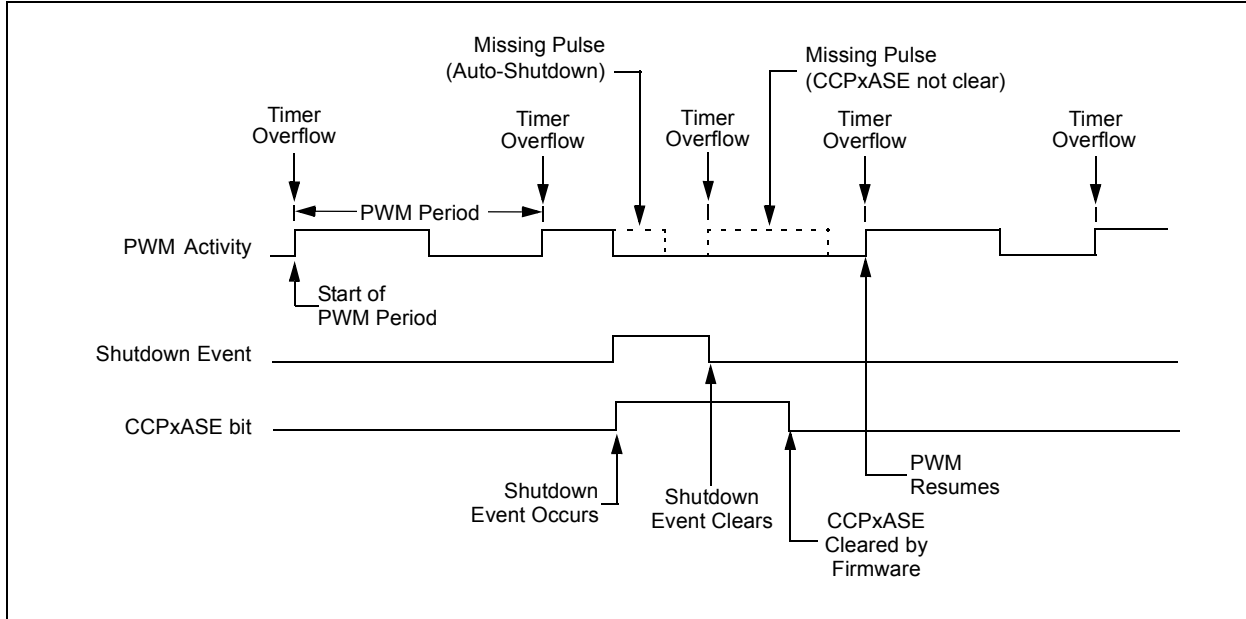 Missing Pulse
(Auto-Shutdown)
Missing Pulse
(CCPxASE not clear)
Timer
Overflow
Timer
Overflow
Timer
Overflow
Timer
Overflow
Timer
Overflow
PWM Period
PWM Activity
Start of
PWM Period
Shutdown Event
CCPxASE bit
Shutdown
Event Occurs
Shutdown
Event Clears
CCPxASE
Cleared by
Firmware
PWM
Resumes